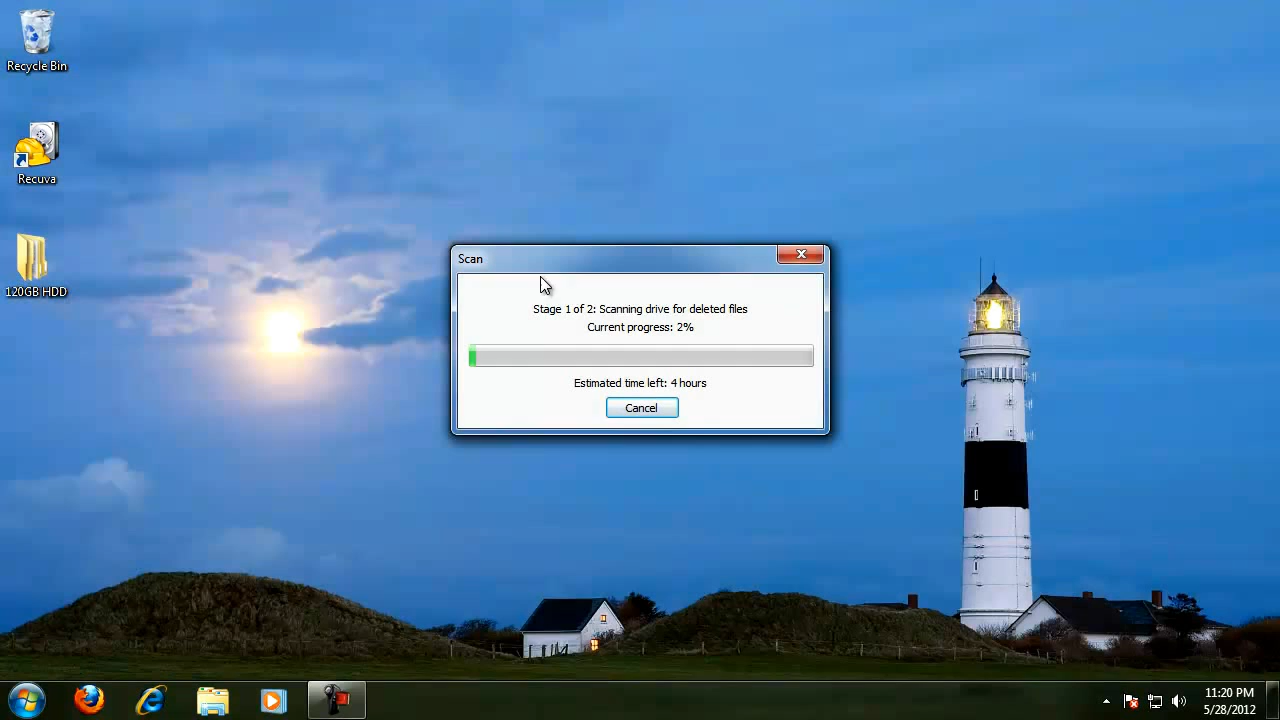 Recycle Bin
Recuva
120GB HDD
Scan
Stage 1 of 2: Scanning drive for deleted files
Current progress: 2%
Estimated time left: 4 hours
Cancel
11:20 PM
5/28/2012